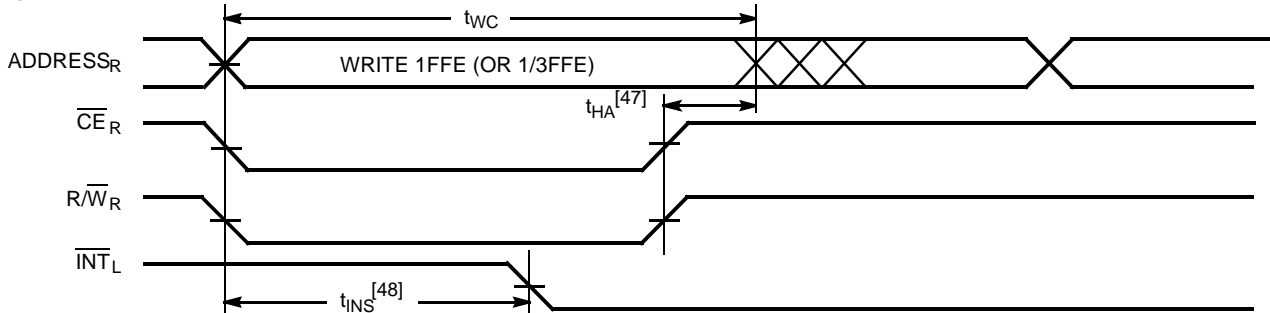 tWC
ADDRESSR
WRITE 1FFE (OR 1/3FFE)
tHA[47]
CER
R/WR
INTL
tINS[48]